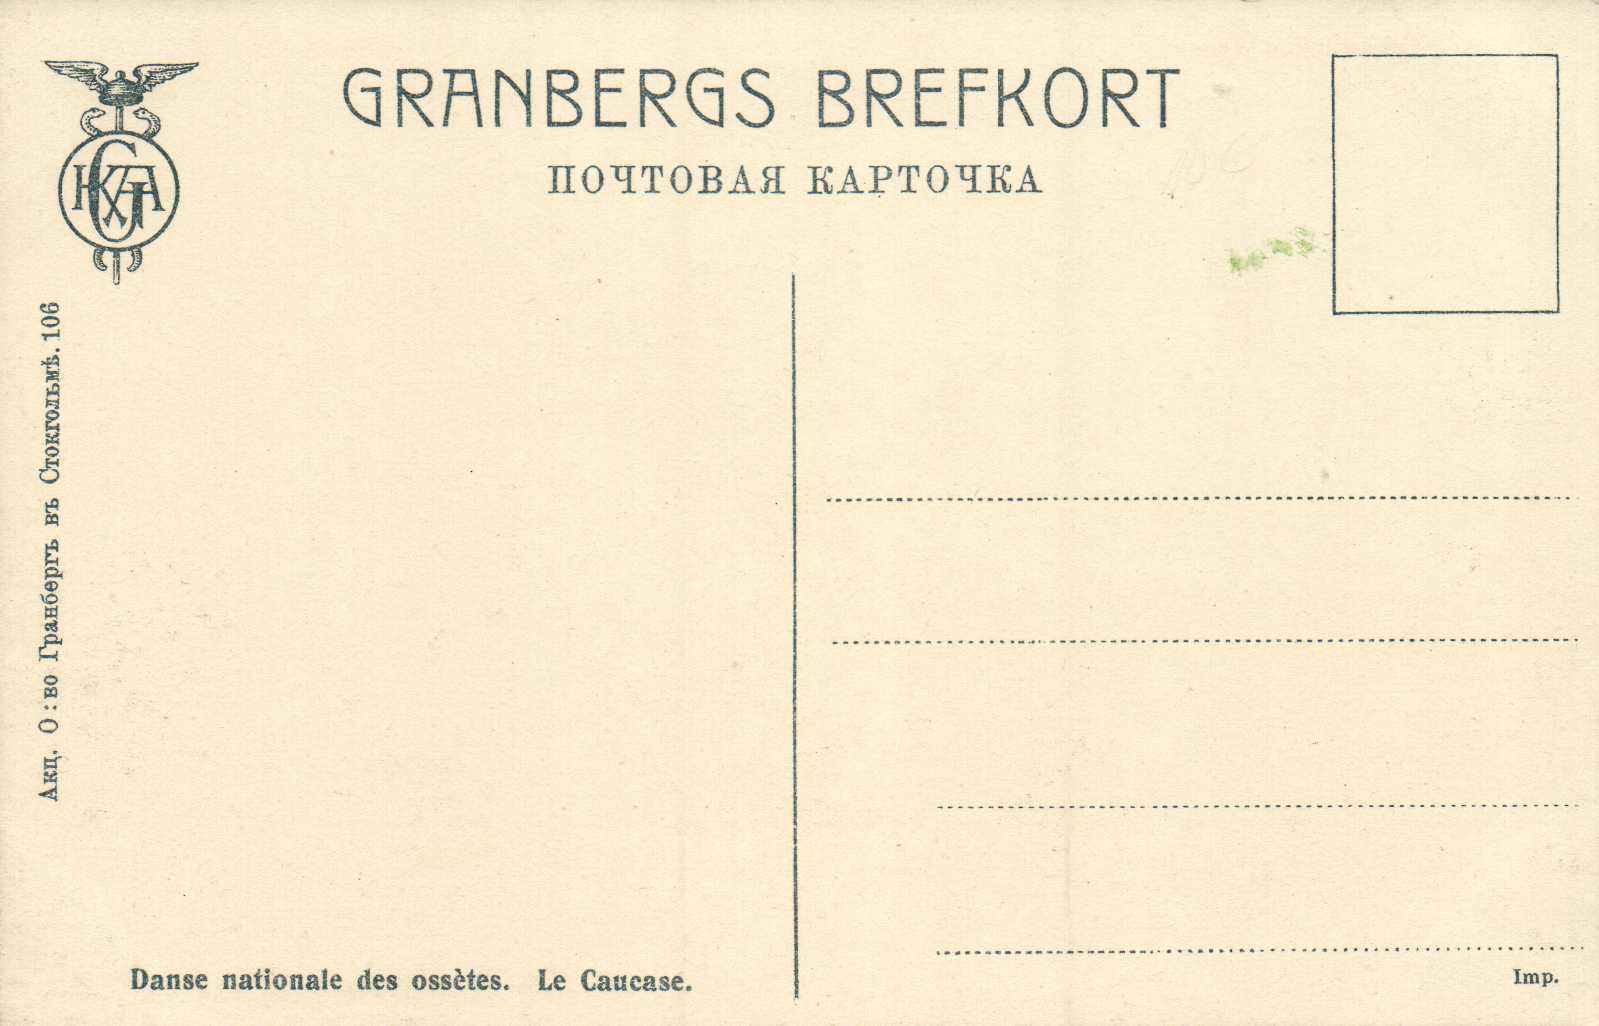 GRANBERGS BREFKORT
ПОЧТОВАЯ КАРТОЧКА
Акц. О:во Гранбергъ въ Стокгольмѣ. 106
Danse nationale des ossètes. Le Caucase.
Imp.